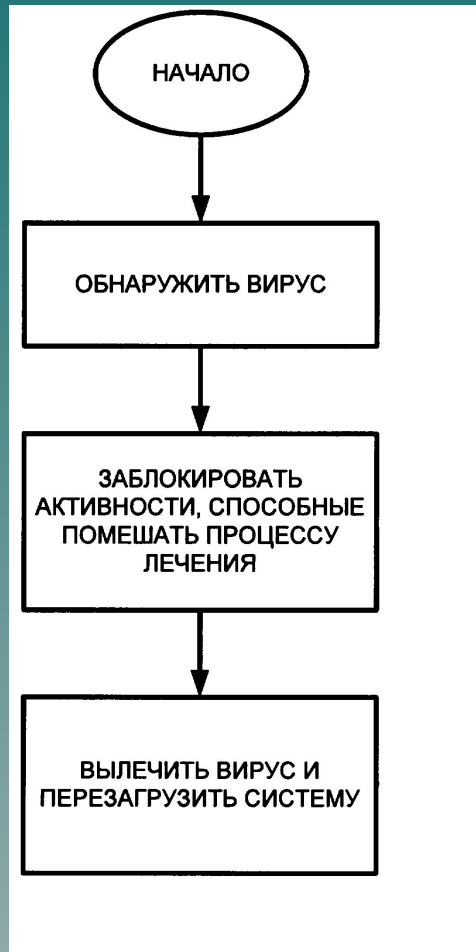 НАЧАЛО
ОБНАРУЖИТЬ ВИРУС
ЗАБЛОКИРОВАТЬ
АКТИВНОСТИ, СПОСОБНЫЕ
ПОМЕШАТЬ ПРОЦЕССУ
ЛЕЧЕНИЯ
ВЫЛЕЧИТЬ ВИРУС И
ПЕРЕЗАГРУЗИТЬ СИСТЕМУ